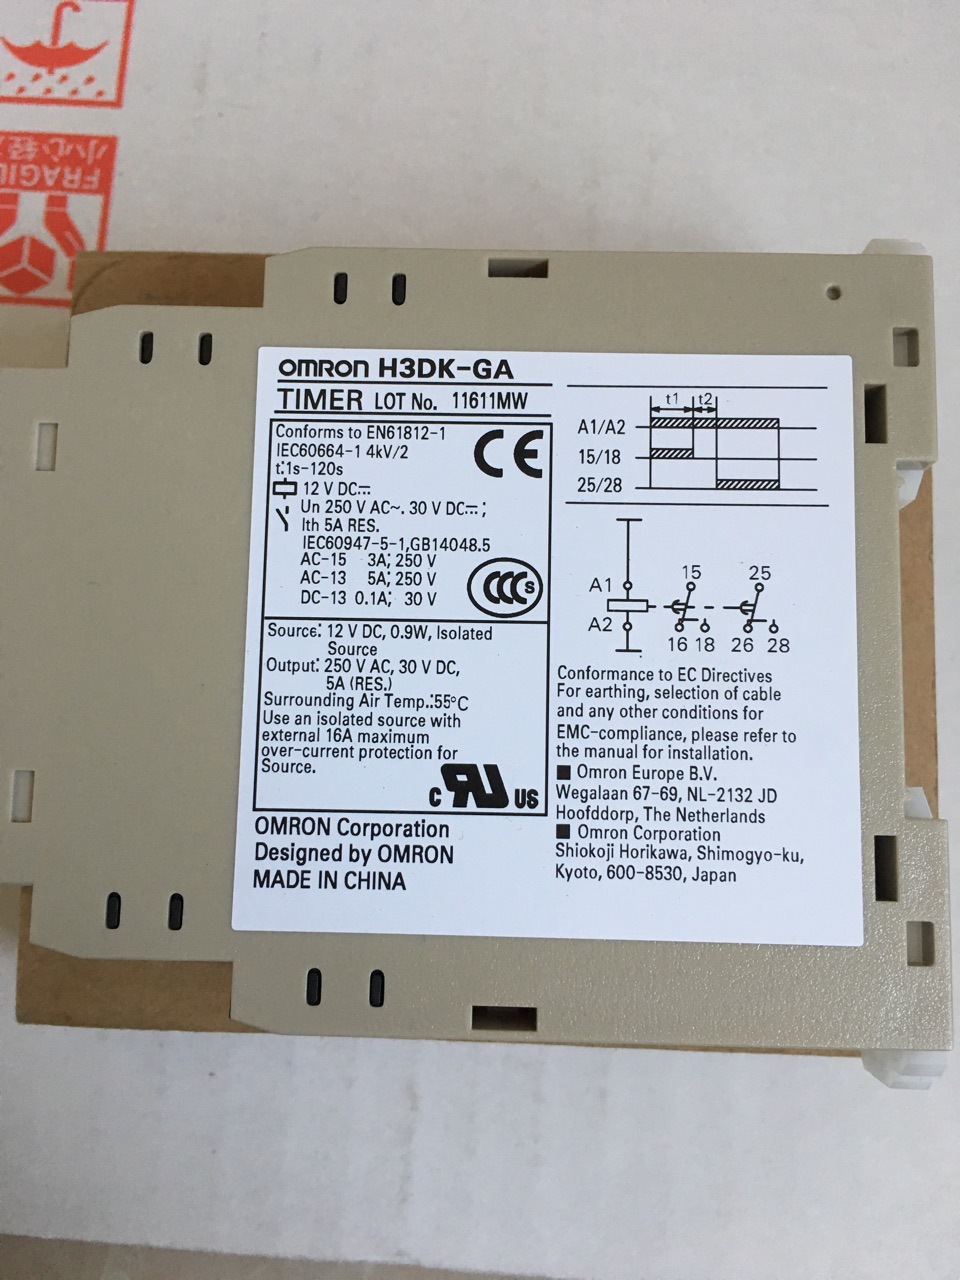 小心轻
FRAGIL
OMRON H3DK-GA
TIMER LOT No. 11611MW
Conforms to EN61812-1
IEC60664-1 4kV/2
t:1s-120s
12 V DC⎓
Un 250 V AC~. 30 V DC⎓;
Ith 5A RES.
IEC60947-5-1,GB14048.5
AC-15 3A; 250 V
AC-13 5A; 250 V
DC-13 0.1A; 30 V
CE
CCC S
Source: 12 V DC, 0.9W, Isolated
Source
Output: 250 V AC, 30 V DC,
5A (RES.)
Surrounding Air Temp.:55°C
Use an isolated source with
external 16A maximum
over-current protection for
Source.
C RU US
OMRON Corporation
Designed by OMRON
MADE IN CHINA
t1 t2
A1/A2
15/18
25/28
15 25
A1
A2
16 18 26 28
Conformance to EC Directives
For earthing, selection of cable
and any other conditions for
EMC-compliance, please refer to
the manual for installation.
■ Omron Europe B.V.
Wegalaan 67-69, NL-2132 JD
Hoofddorp, The Netherlands
■ Omron Corporation
Shiokoji Horikawa, Shimogyo-ku,
Kyoto, 600-8530, Japan